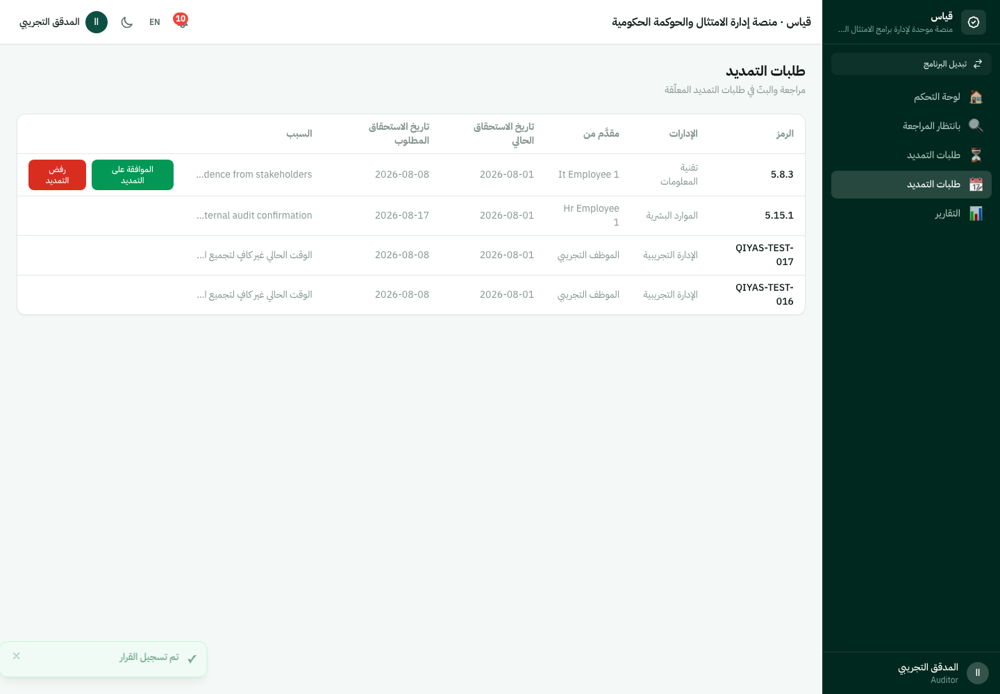 قياس
منصة موحدة لإدارة برامج الامتثال الـ...
تبديل البرنامج
لوحة التحكم
بانتظار المراجعة
طلبات التمديد
طلبات التمديد
التقارير
المدقق التجريبي
Auditor
قياس · منصة إدارة الامتثال والحوكمة الحكومية
10
EN
المدقق التجريبي
طلبات التمديد
مراجعة والبتّ في طلبات التمديد المعلّقة
الرمز الإدارات مقدَّم من تاريخ الاستحقاق الحالي تاريخ الاستحقاق المطلوب السبب
5.8.3 تقنية المعلومات It Employee 1 2026-08-01 2026-08-08 ...dence from stakeholders الموافقة على التمديد رفض التمديد
5.15.1 الموارد البشرية Hr Employee 1 2026-08-01 2026-08-17 ...ternal audit confirmation
QIYAS-TEST-017 الإدارة التجريبية الموظف التجريبي 2026-08-01 2026-08-08 الوقت الحالي غير كافٍ لتجميع ا...
QIYAS-TEST-016 الإدارة التجريبية الموظف التجريبي 2026-08-01 2026-08-08 الوقت الحالي غير كافٍ لتجميع ا...
تم تسجيل القرار